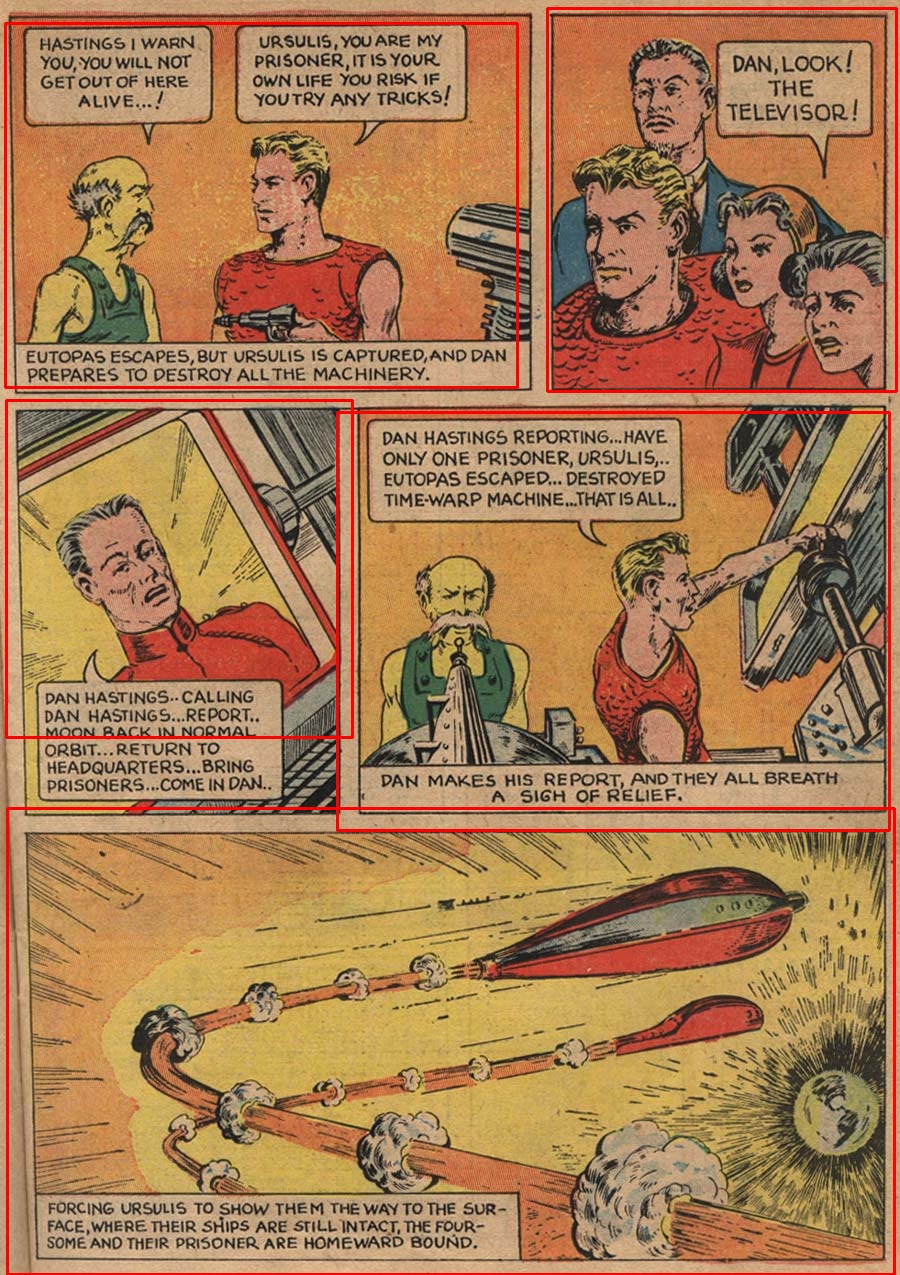 HASTINGS I WARN
YOU, YOU WILL NOT
GET OUT OF HERE
ALIVE...!
URSULIS, YOU ARE MY
PRISONER, IT IS YOUR
OWN LIFE YOU RISK IF
YOU TRY ANY TRICKS!
EUTOPAS ESCAPES, BUT URSULIS IS CAPTURED, AND DAN
PREPARES TO DESTROY ALL THE MACHINERY.
DAN, LOOK!
THE
TELEVISOR!
DAN HASTINGS.. CALLING
DAN HASTINGS...REPORT..
MOON BACK IN NORMAL
ORBIT...RETURN TO
HEADQUARTERS...BRING
PRISONERS...COME IN DAN..
DAN HASTINGS REPORTING...HAVE
ONLY ONE PRISONER, URSULIS,..
EUTOPAS ESCAPED... DESTROYED
TIME-WARP MACHINE...THAT IS ALL..
DAN MAKES HIS REPORT, AND THEY ALL BREATH
A SIGH OF RELIEF.
FORCING URSULIS TO SHOW THEM THE WAY TO THE SUR-
FACE, WHERE THEIR SHIPS ARE STILL INTACT, THE FOUR-
SOME AND THEIR PRISONER ARE HOMEWARD BOUND.